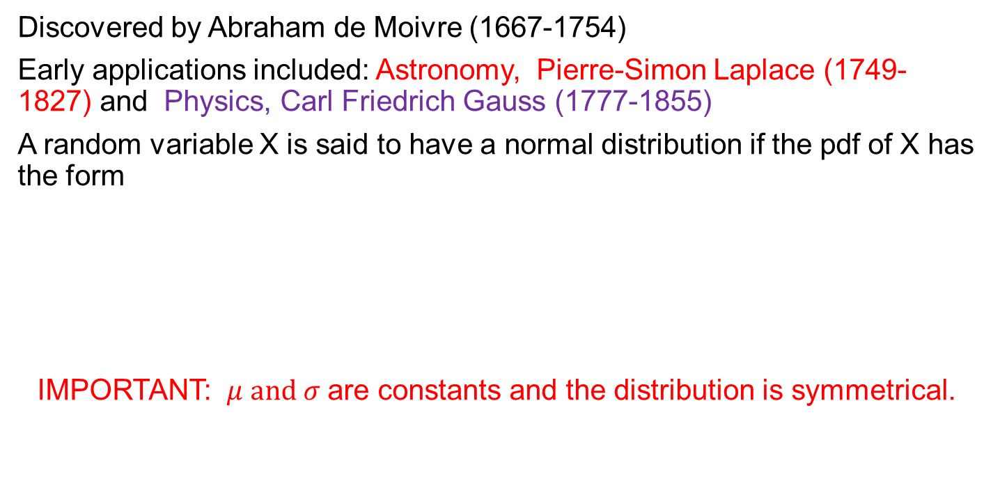 Discovered by Abraham de Moivre (1667-1754)
Early applications included: Astronomy,  Pierre-Simon Laplace (1749-
1827) and  Physics, Carl Friedrich Gauss (1777-1855)
A random variable X is said to have a normal distribution if the pdf of X has
the form
IMPORTANT:  𝜇 and 𝜎 are constants and the distribution is symmetrical.